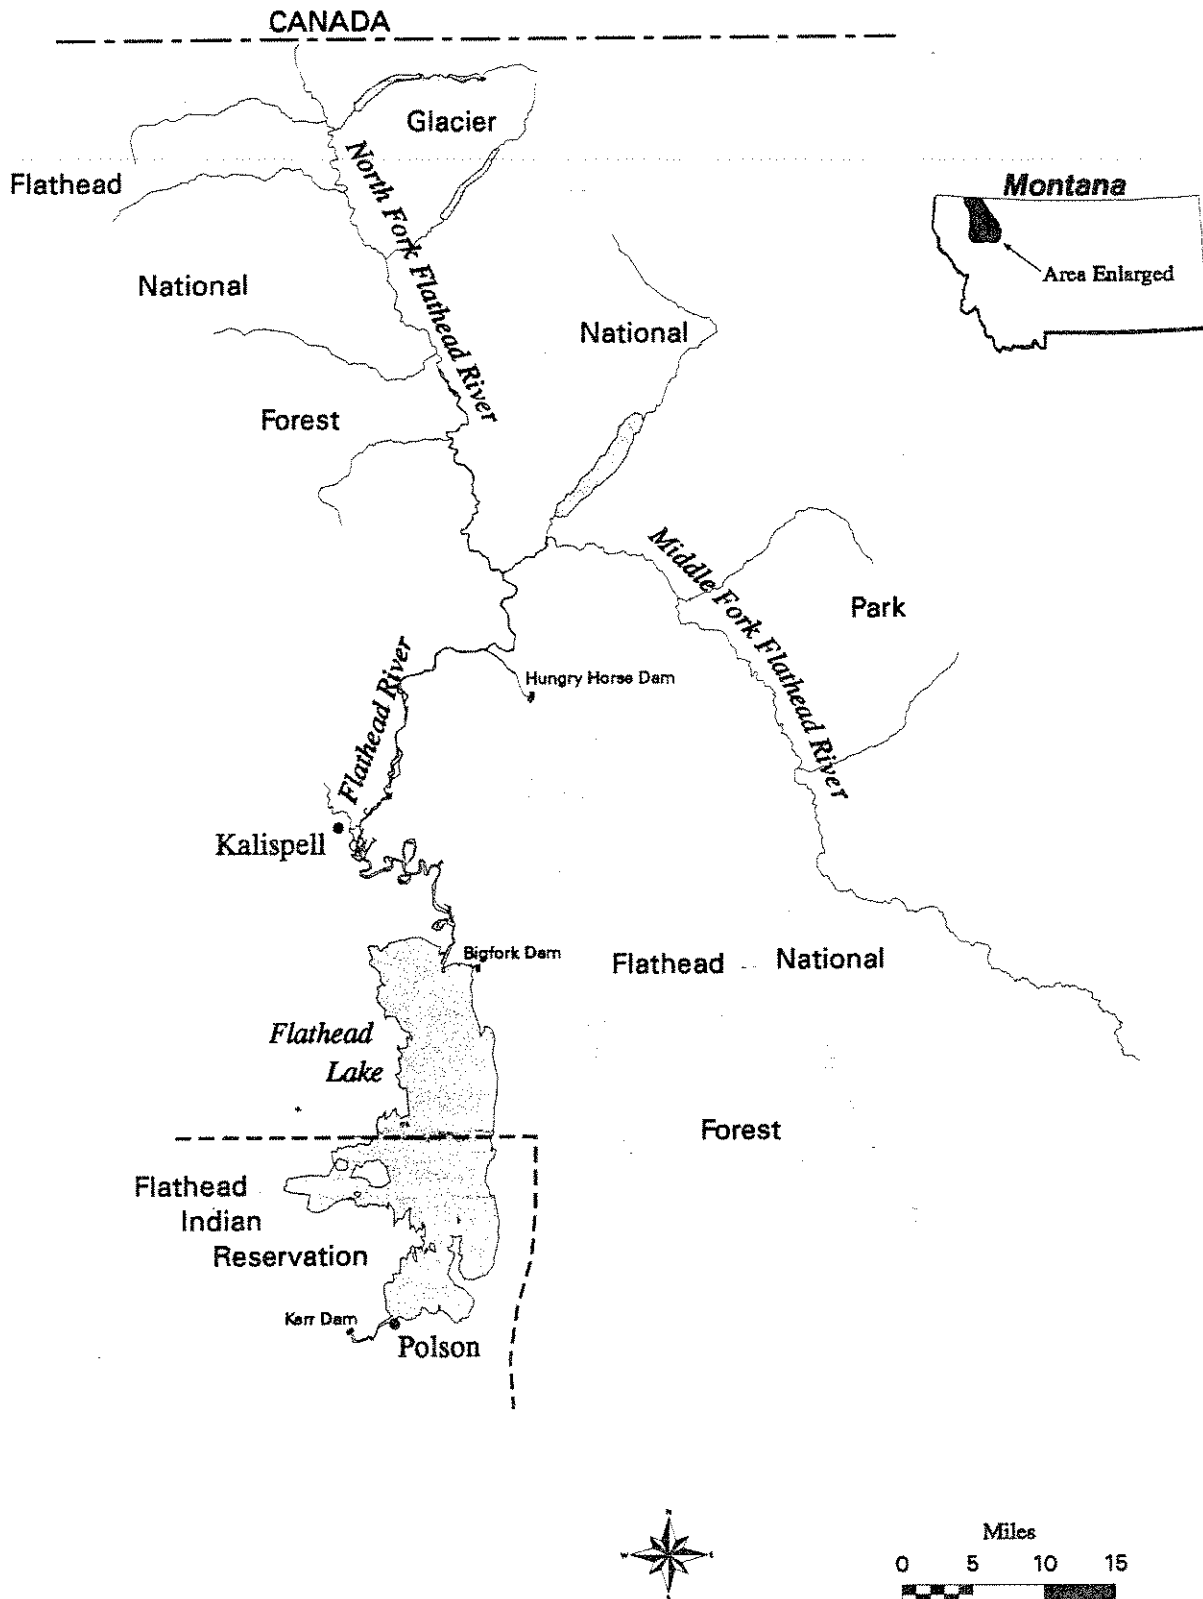 CANADA
Glacier
Flathead
North Fork Flathead River
Montana
National
Area Enlarged
National
Forest
Middle Fork Flathead River
Park
Flathead River
Hungry Horse Dam
Kalispell
Bigfork Dam
Flathead National
Flathead
Lake
Forest
Flathead
Indian
Reservation
Kerr Dam
Polson
N
W E
Miles
0 5 10 15